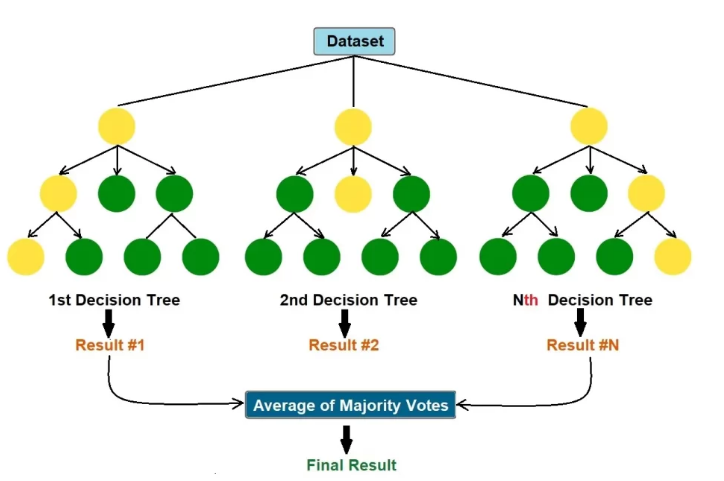 Dataset
1st Decision Tree
2nd Decision Tree
Nth Decision Tree
Result #1
Result #2
Result #N
Average of Majority Votes
Final Result